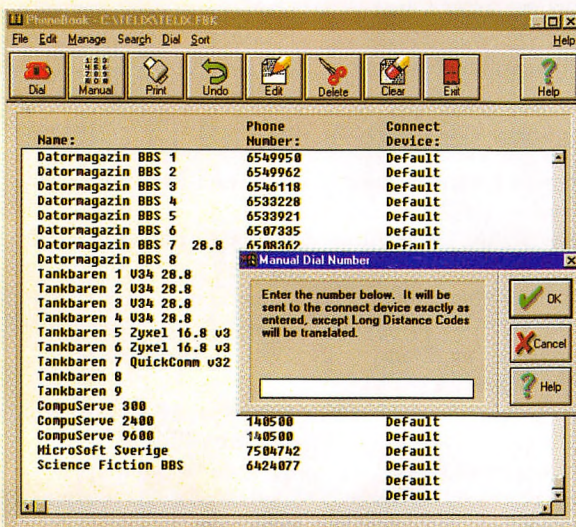 PhoneBook - C:\TELIX\TELIX.FBK
File Edit Manage Search Dial Sort Help
Dial Manual Print Undo Edit Delete Clear Exit Help
Name: Phone Number: Connect Device:
Datormagazin BBS 1 6549950 Default
Datormagazin BBS 2 6549962 Default
Datormagazin BBS 3 6546118 Default
Datormagazin BBS 4 6533228 Default
Datormagazin BBS 5 6533921 Default
Datormagazin BBS 6 6507335 Default
Datormagazin BBS 7 28.8 6508362 Default
Datormagazin BBS 8
Tankbaren 1 V34 28.8
Tankbaren 2 V34 28.8
Tankbaren 3 V34 28.8
Tankbaren 4 V34 28.8
Tankbaren 5 Zyxel 16.8 v3
Tankbaren 6 Zyxel 16.8 v3
Tankbaren 7 QuickComm v32
Tankbaren 8
Tankbaren 9
CompuServe 300
CompuServe 2400 140500 Default
CompuServe 9600 140500 Default
MicroSoft Sverige 7504742 Default
Science Fiction BBS 6424077 Default
Default
Default
Manual Dial Number
Enter the number below. It will be
sent to the connect device exactly as
entered, except Long Distance Codes
will be translated.
OK
Cancel
Help